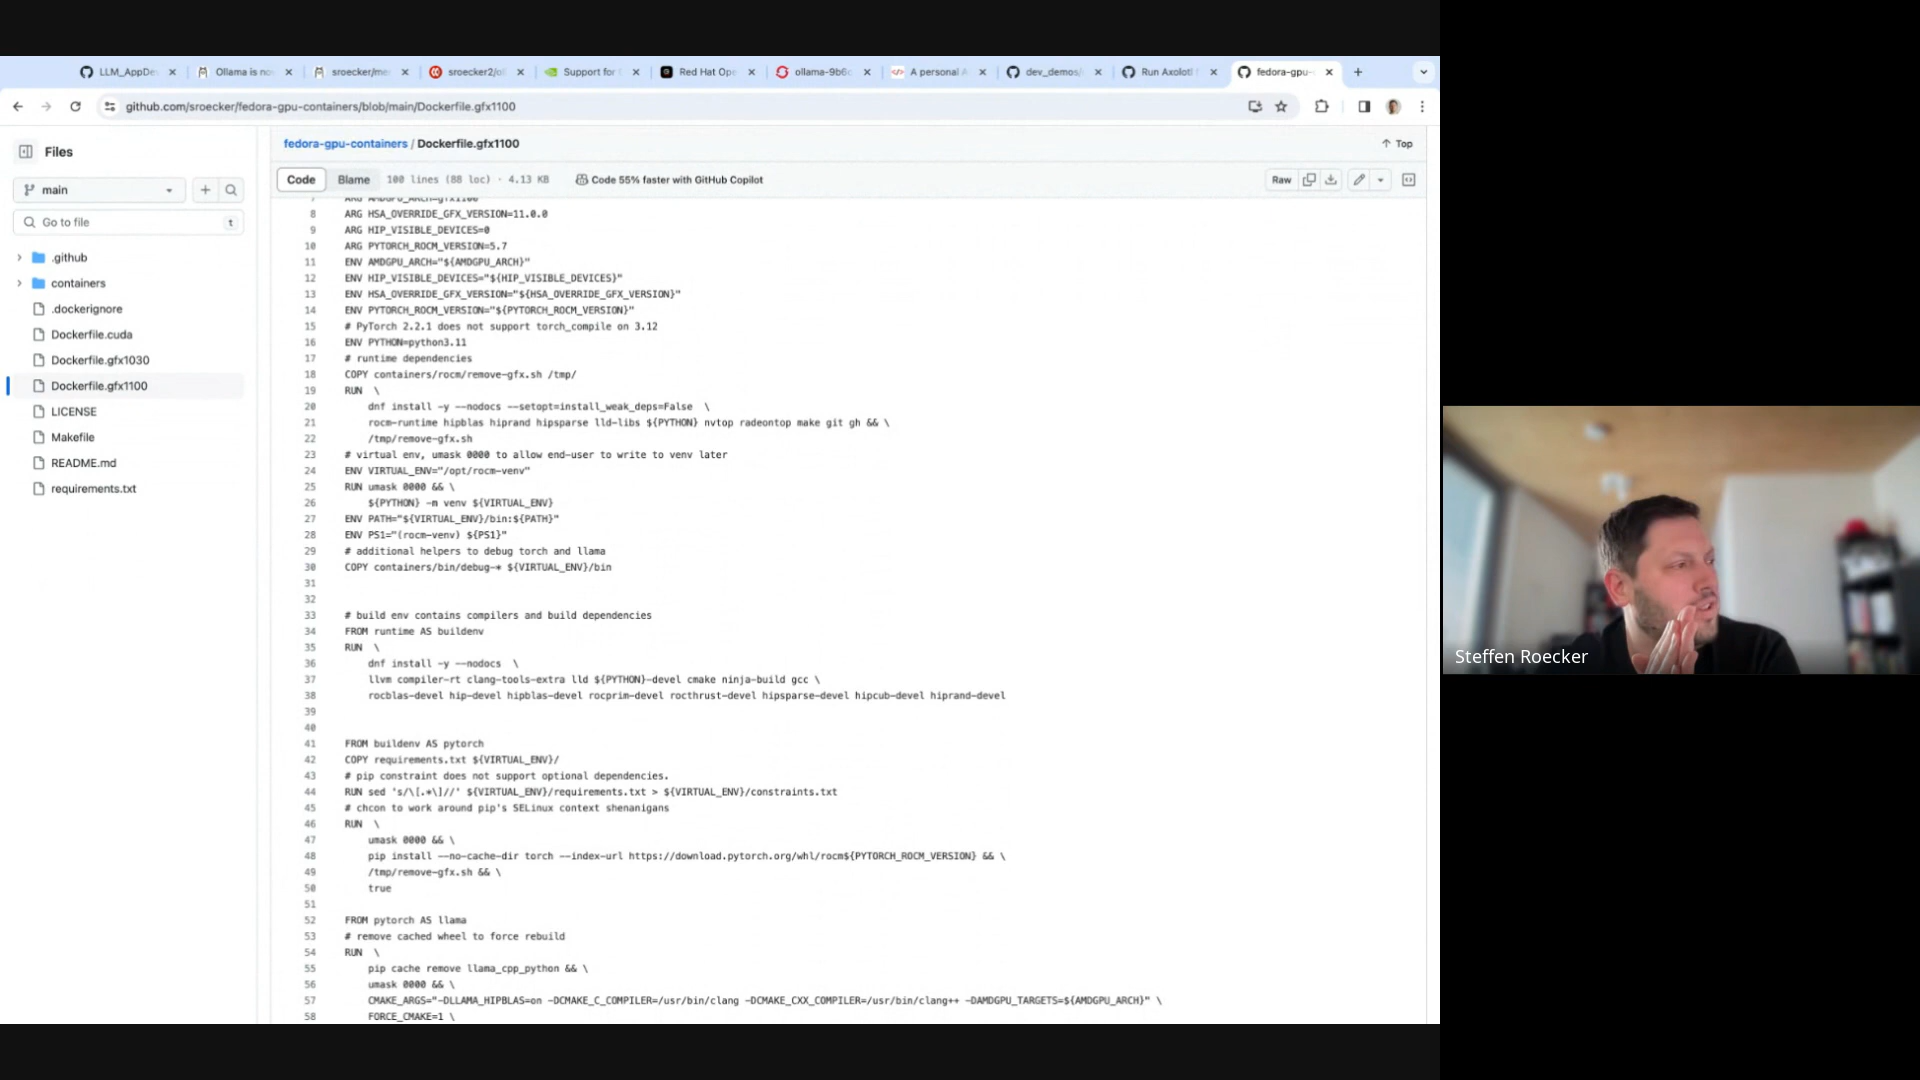 LLM_AppDe
Ollama is no
sroecker/me
sroecker2/ol
Support for
Red Hat Ope
ollama-9b6c
A personal A
dev_demos/
Run Axolotl
fedora-gpu-
github.com/sroecker/fedora-gpu-containers/blob/main/Dockerfile.gfx1100
Files
main
Go to file
t
.github
containers
.dockerignore
Dockerfile.cuda
Dockerfile.gfx1030
Dockerfile.gfx1100
LICENSE
Makefile
README.md
requirements.txt
fedora-gpu-containers / Dockerfile.gfx1100
Top
Code
Blame
100 lines (88 loc) · 4.13 KB
Code 55% faster with GitHub Copilot
Raw
7 ARG AMDGPU_ARCH=gfx1100
8 ARG HSA_OVERRIDE_GFX_VERSION=11.0.0
9 ARG HIP_VISIBLE_DEVICES=0
10 ARG PYTORCH_ROCM_VERSION=5.7
11 ENV AMDGPU_ARCH="${AMDGPU_ARCH}"
12 ENV HIP_VISIBLE_DEVICES="${HIP_VISIBLE_DEVICES}"
13 ENV HSA_OVERRIDE_GFX_VERSION="${HSA_OVERRIDE_GFX_VERSION}"
14 ENV PYTORCH_ROCM_VERSION="${PYTORCH_ROCM_VERSION}"
15 # PyTorch 2.2.1 does not support torch_compile on 3.12
16 ENV PYTHON=python3.11
17 # runtime dependencies
18 COPY containers/rocm/remove-gfx.sh /tmp/
19 RUN \
20 dnf install -y --nodocs --setopt=install_weak_deps=False \
21 rocm-runtime hipblas hiprand hipsparse lld-libs ${PYTHON} nvtop radeontop make git gh && \
22 /tmp/remove-gfx.sh
23 # virtual env, umask 0000 to allow end-user to write to venv later
24 ENV VIRTUAL_ENV="/opt/rocm-venv"
25 RUN umask 0000 && \
26 ${PYTHON} -m venv ${VIRTUAL_ENV}
27 ENV PATH="${VIRTUAL_ENV}/bin:${PATH}"
28 ENV PS1="(rocm-venv) ${PS1}"
29 # additional helpers to debug torch and llama
30 COPY containers/bin/debug-* ${VIRTUAL_ENV}/bin
31
32
33 # build env contains compilers and build dependencies
34 FROM runtime AS buildenv
35 RUN \
36 dnf install -y --nodocs \
37 llvm compiler-rt clang-tools-extra lld ${PYTHON}-devel cmake ninja-build gcc \
38 rocblas-devel hip-devel hipblas-devel rocprim-devel rocthrust-devel hipsparse-devel hipcub-devel hiprand-devel
39
40
41 FROM buildenv AS pytorch
42 COPY requirements.txt ${VIRTUAL_ENV}/
43 # pip constraint does not support optional dependencies.
44 RUN sed 's/\[.*\]//' ${VIRTUAL_ENV}/requirements.txt > ${VIRTUAL_ENV}/constraints.txt
45 # chcon to work around pip's SELinux context shenanigans
46 RUN \
47 umask 0000 && \
48 pip install --no-cache-dir torch --index-url https://download.pytorch.org/whl/rocm${PYTORCH_ROCM_VERSION} && \
49 /tmp/remove-gfx.sh && \
50 true
51
52 FROM pytorch AS llama
53 # remove cached wheel to force rebuild
54 RUN \
55 pip cache remove llama_cpp_python && \
56 umask 0000 && \
57 CMAKE_ARGS="-DLLAMA_HIPBLAS=on -DCMAKE_C_COMPILER=/usr/bin/clang -DCMAKE_CXX_COMPILER=/usr/bin/clang++ -DAMDGPU_TARGETS=${AMDGPU_ARCH}" \
58 FORCE_CMAKE=1 \
Steffen Roecker